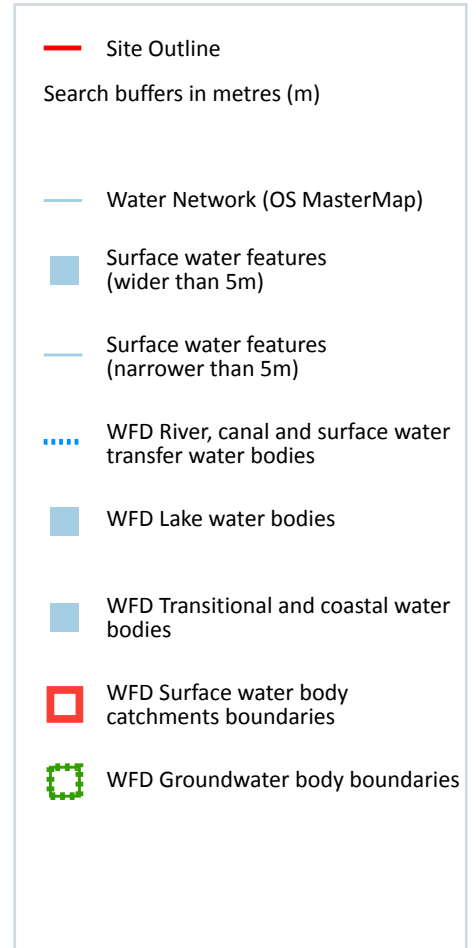 Site Outline
Search buffers in metres (m)
Water Network (OS MasterMap)
Surface water features
(wider than 5m)
Surface water features
(narrower than 5m)
WFD River, canal and surface water
transfer water bodies
WFD Lake water bodies
WFD Transitional and coastal water
bodies
WFD Surface water body
catchments boundaries
WFD Groundwater body boundaries